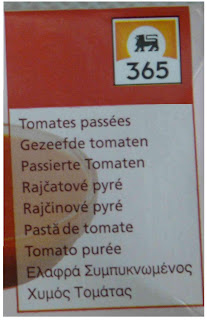 365
Tomates passées
Gezeefde tomaten
Passierte Tomaten
Rajčatové pyré
Rajčinové pyré
Pastă de tomate
Tomato purée
Ελαφρά Συμπυκνωμένος
Χυμός Τομάτας